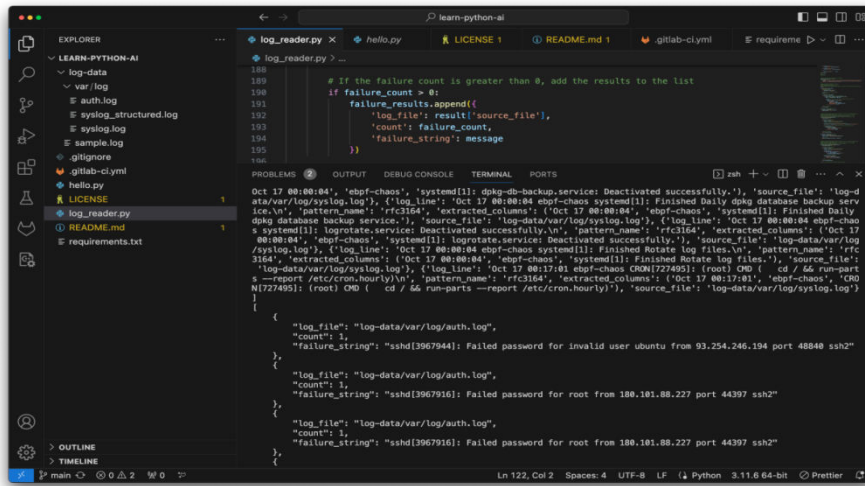 learn-python-ai
EXPLORER
LEARN-PYTHON-AI
log-data
var/log
auth.log
syslog_structured.log
syslog.log
sample.log
.gitignore
.gitlab-ci.yml
hello.py
LICENSE 1
log_reader.py
README.md 1
requirements.txt
OUTLINE
TIMELINE
log_reader.py
hello.py
LICENSE 1
README.md 1
.gitlab-ci.yml
requireme
log_reader.py > ...
188
189 # If the failure count is greater than 0, add the results to the list
190 if failure_count > 0:
191 failure_results.append({
192 'log_file': result['source_file'],
193 'count': failure_count,
194 'failure_string': message
195 })
196
PROBLEMS 2 OUTPUT DEBUG CONSOLE TERMINAL PORTS
zsh
Oct 17 00:00:04', 'ebpf-chaos', 'systemd[1]: dpkg-db-backup.service: Deactivated successfully.'), 'source_file': 'log-d
ata/var/log/syslog.log'}, {'log_line': 'Oct 17 00:00:04 ebpf-chaos systemd[1]: Finished Daily dpkg database backup serv
ice.\n', 'pattern_name': 'rfc3164', 'extracted_columns': ('Oct 17 00:00:04', 'ebpf-chaos', 'systemd[1]: Finished Daily
dpkg database backup service.'), 'source_file': 'log-data/var/log/syslog.log'}, {'log_line': 'Oct 17 00:00:04 ebpf-chao
s systemd[1]: logrotate.service: Deactivated successfully.\n', 'pattern_name': 'rfc3164', 'extracted_columns': ('Oct 17
00:00:04', 'ebpf-chaos', 'systemd[1]: logrotate.service: Deactivated successfully.'), 'source_file': 'log-data/var/log
/syslog.log'}, {'log_line': 'Oct 17 00:00:04 ebpf-chaos systemd[1]: Finished Rotate log files.\n', 'pattern_name': 'rfc
3164', 'extracted_columns': ('Oct 17 00:00:04', 'ebpf-chaos', 'systemd[1]: Finished Rotate log files.'), 'source_file':
'log-data/var/log/syslog.log'}, {'log_line': 'Oct 17 00:17:01 ebpf-chaos CRON[727495]: (root) CMD ( cd / && run-part
s --report /etc/cron.hourly)\n', 'pattern_name': 'rfc3164', 'extracted_columns': ('Oct 17 00:17:01', 'ebpf-chaos', 'CRO
N[727495]: (root) CMD ( cd / && run-parts --report /etc/cron.hourly)'), 'source_file': 'log-data/var/log/syslog.log'}
]
[
{
"log_file": "log-data/var/log/auth.log",
"count": 1,
"failure_string": "sshd[3967944]: Failed password for invalid user ubuntu from 93.254.246.194 port 48840 ssh2"
},
{
"log_file": "log-data/var/log/auth.log",
"count": 1,
"failure_string": "sshd[3967916]: Failed password for root from 180.101.88.227 port 44397 ssh2"
},
{
"log_file": "log-data/var/log/auth.log",
"count": 1,
"failure_string": "sshd[3967916]: Failed password for root from 180.101.88.227 port 44397 ssh2"
},
{
main 0 2 0 Ln 122, Col 2 Spaces: 4 UTF-8 LF Python 3.11.6 64-bit Prettier